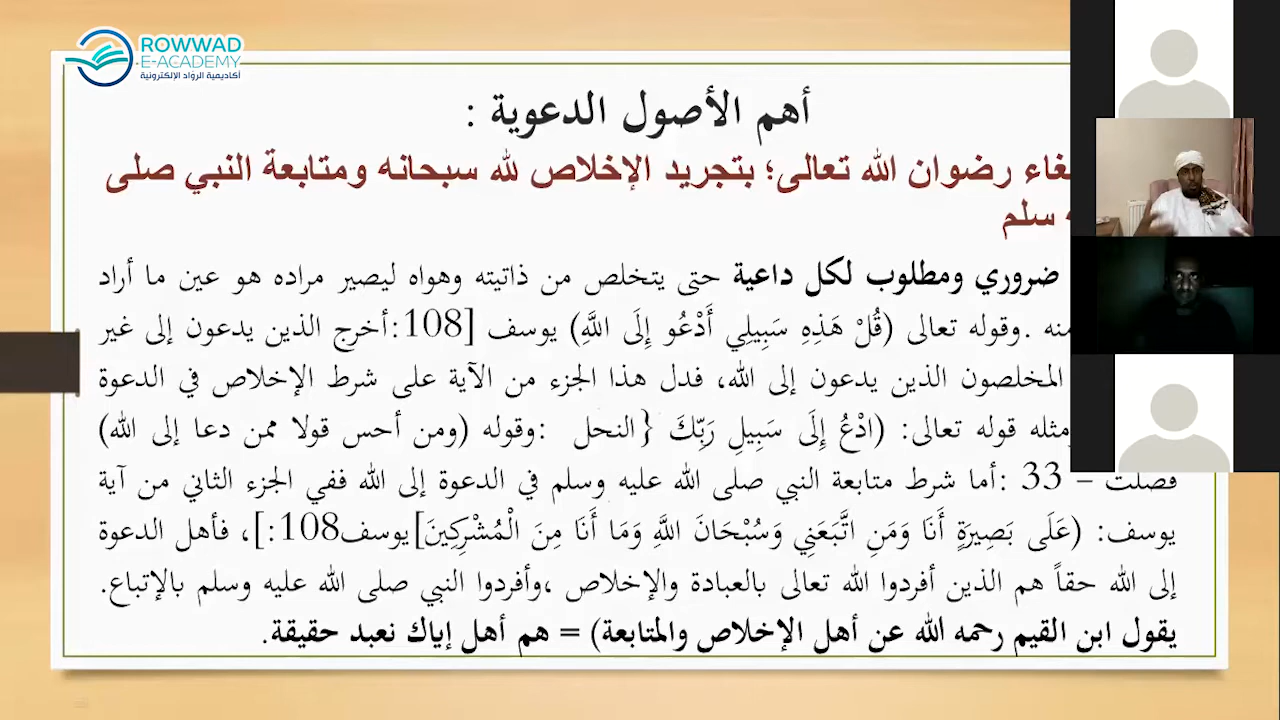 ROWWAD
E-ACADEMY
أكاديمية الرواد الإلكترونية
أهم الأصول الدعوية :
رضوان الله تعالى؛ بتجريد الإخلاص لله سبحانه ومتابعة النبي صلى
سلم
ضروري ومطلوب لكل داعية حتى يتخلص من ذاتيته وهواه ليصير مراده هو عين ما أراد
منه .وقوله تعالى (قُلْ هَذِهِ سَبِيلِي أَدْعُو إِلَى اللَّهِ) يوسف [108:أخرج الذين يدعون إلى غير
المخلصون الذين يدعون إلى الله، فدل هذا الجزء من الآية على شرط الإخلاص في الدعوة
قوله تعالى: (ادْعُ إِلَى سَبِيلِ رَبِّكَ {النحل :وقوله (ومن أحس قولا ممن دعا إلى الله)
فصلت – 33 :أما شرط متابعة النبي صلى الله عليه وسلم في الدعوة إلى الله ففي الجزء الثاني من آية
يوسف: (عَلَى بَصِيرَةٍ أَنَا وَمَنِ اتَّبَعَنِي وَسُبْحَانَ اللَّهِ وَمَا أَنَا مِنَ الْمُشْرِكِينَ]يوسف108:]، فأهل الدعوة
إلى الله حقاً هم الذين أفردوا الله تعالى بالعبادة والإخلاص ،وأفردوا النبي صلى الله عليه وسلم بالإتباع.
يقول ابن القيم رحمه الله عن أهل الإخلاص والمتابعة) = هم أهل إياك نعبد حقيقة.